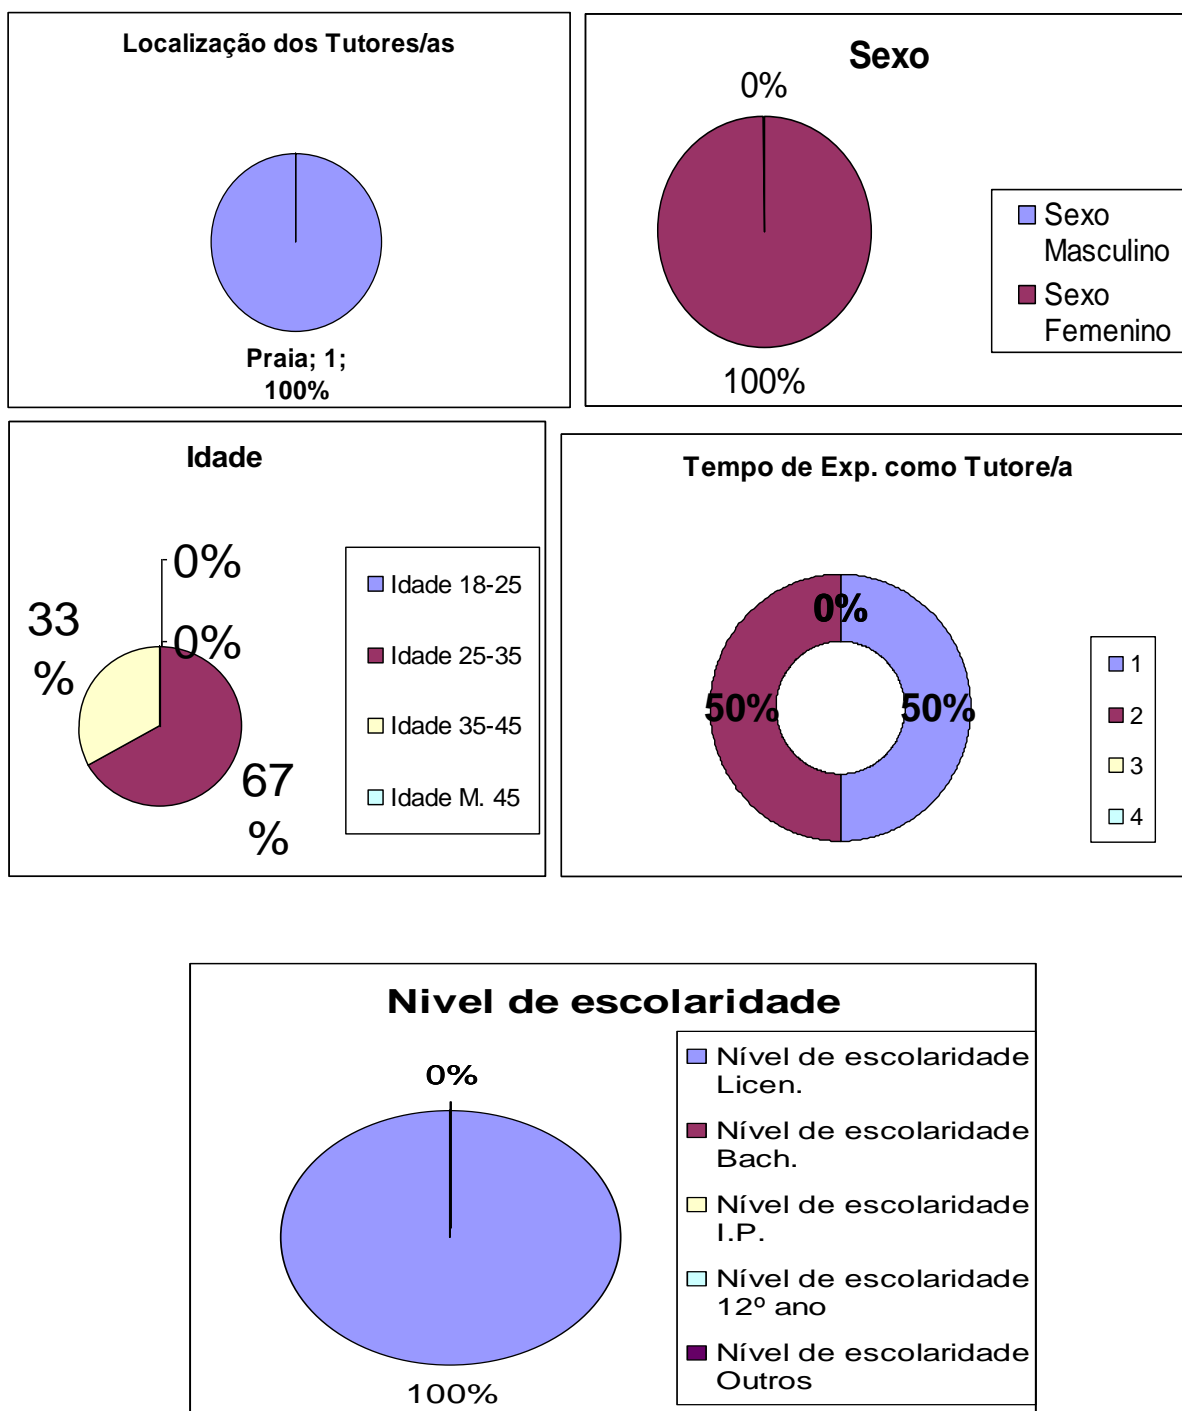 Localização dos Tutores/as
Praia; 1;
100%
Sexo
0%
100%
Sexo
Masculino
Sexo
Femenino
Idade
0%
0%
33
%
67
%
Idade 18-25
Idade 25-35
Idade 35-45
Idade M. 45
Tempo de Exp. como Tutore/a
0%
50%
50%
1
2
3
4
Nivel de escolaridade
0%
100%
Nível de escolaridade
Licen.
Nível de escolaridade
Bach.
Nível de escolaridade
I.P.
Nível de escolaridade
12º ano
Nível de escolaridade
Outros